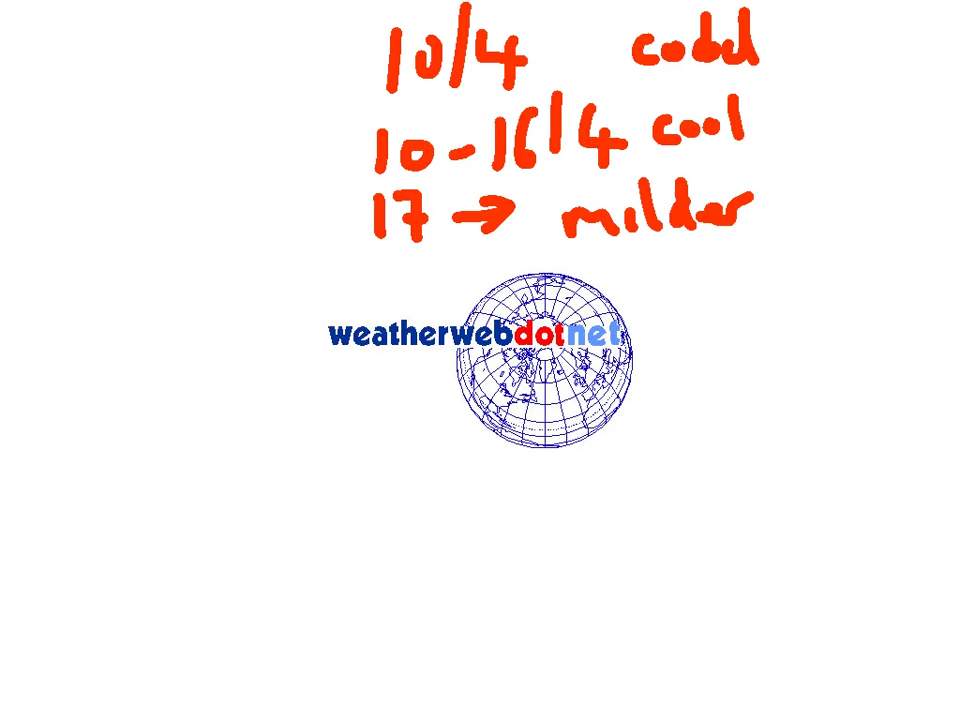 10/4 cold
10-16/4 cool
17 → milder
weatherwebdotnet